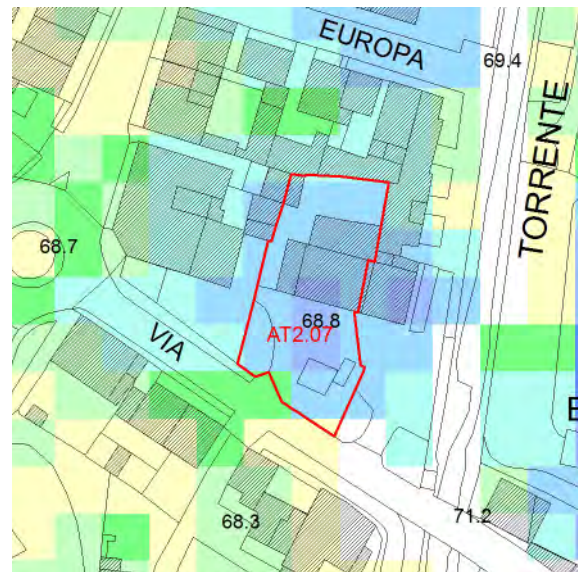 EUROPA
69.4
TORRENTE
68.7
68.8
AT2.07
VIA
E
68.3
71.2